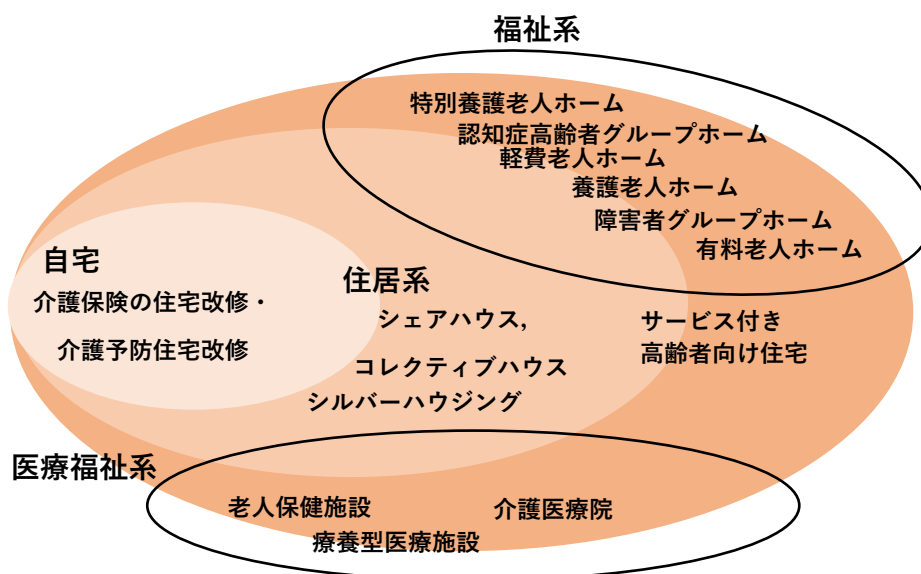 福祉系
特別養護老人ホーム
認知症高齢者グループホーム
軽費老人ホーム
養護老人ホーム
障害者グループホーム
有料老人ホーム
自宅
介護保険の住宅改修・
介護予防住宅改修
住居系
シェアハウス,
コレクティブハウス
シルバーハウジング
サービス付き
高齢者向け住宅
医療福祉系
老人保健施設
介護医療院
療養型医療施設